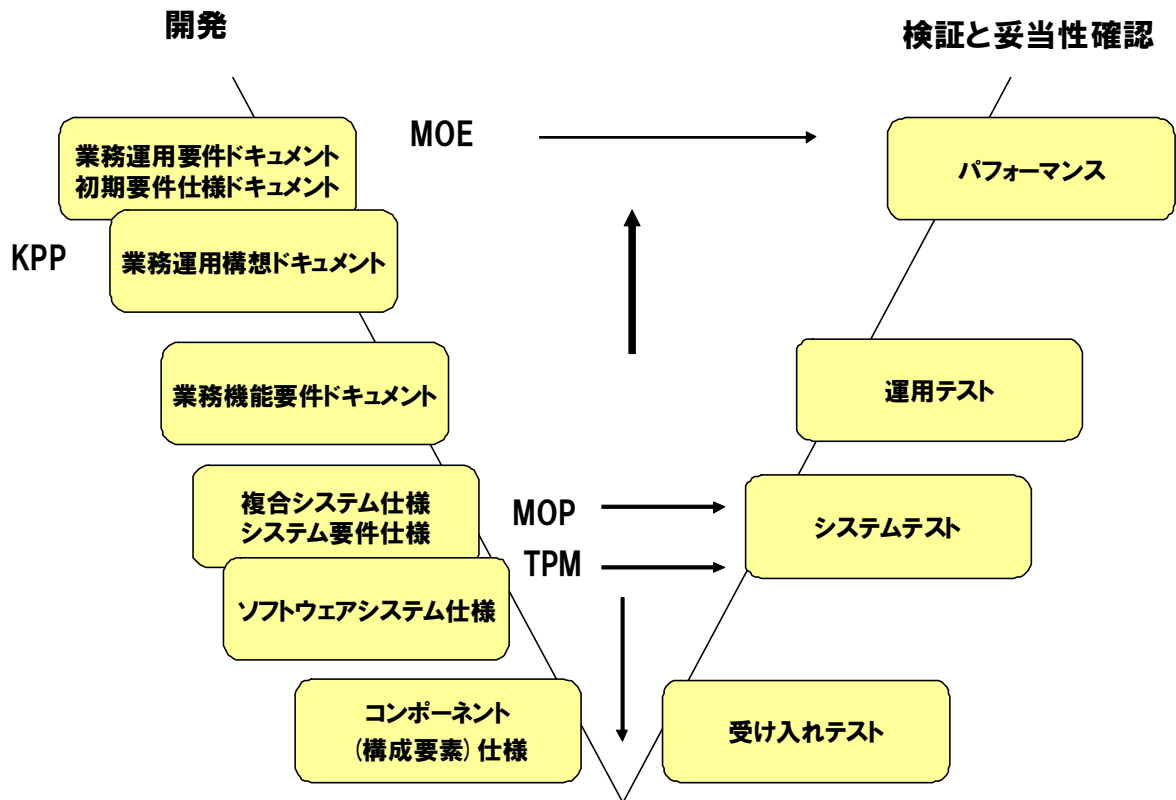 開発
検証と妥当性確認
業務運用要件ドキュメント
初期要件仕様ドキュメント
MOE
パフォーマンス
KPP
業務運用構想ドキュメント
業務機能要件ドキュメント
運用テスト
複合システム仕様
システム要件仕様
MOP
システムテスト
TPM
ソフトウェアシステム仕様
コンポーネント
(構成要素)仕様
受け入れテスト